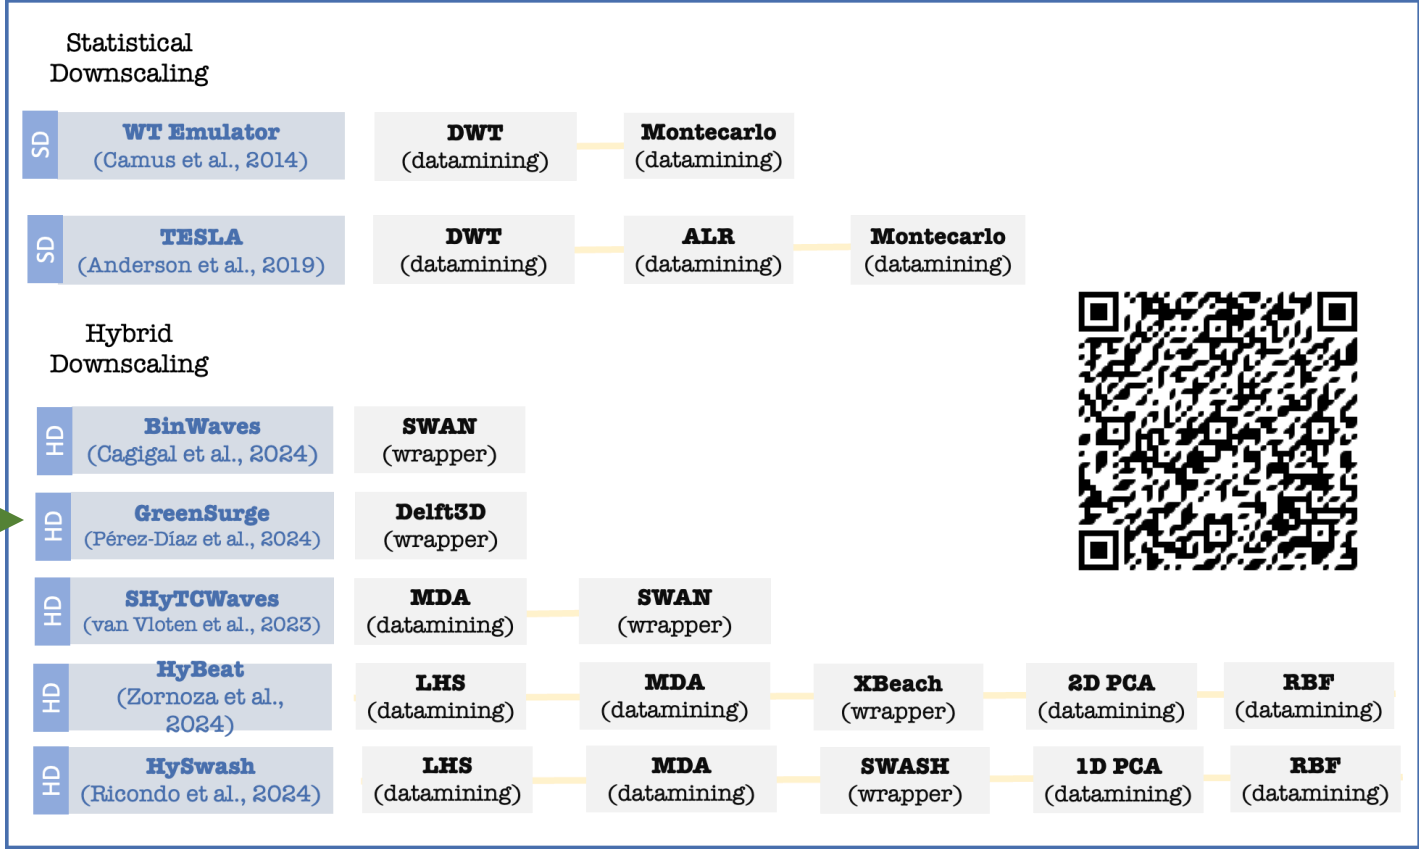 Statistical
Downscaling
SD
WT Emulator
(Camus et al., 2014)
DWT
(datamining)
Montecarlo
(datamining)
SD
TESLA
(Anderson et al., 2019)
DWT
(datamining)
ALR
(datamining)
Montecarlo
(datamining)
Hybrid
Downscaling
HD
BinWaves
(Cagigal et al., 2024)
SWAN
(wrapper)
HD
GreenSurge
(Pérez-Díaz et al., 2024)
Delft3D
(wrapper)
HD
SHyTCWaves
(van Vloten et al., 2023)
MDA
(datamining)
SWAN
(wrapper)
HD
HyBeat
(Zornoza et al.,
2024)
LHS
(datamining)
MDA
(datamining)
XBeach
(wrapper)
2D PCA
(datamining)
RBF
(datamining)
HD
HySwash
(Ricondo et al., 2024)
LHS
(datamining)
MDA
(datamining)
SWASH
(wrapper)
1D PCA
(datamining)
RBF
(datamining)